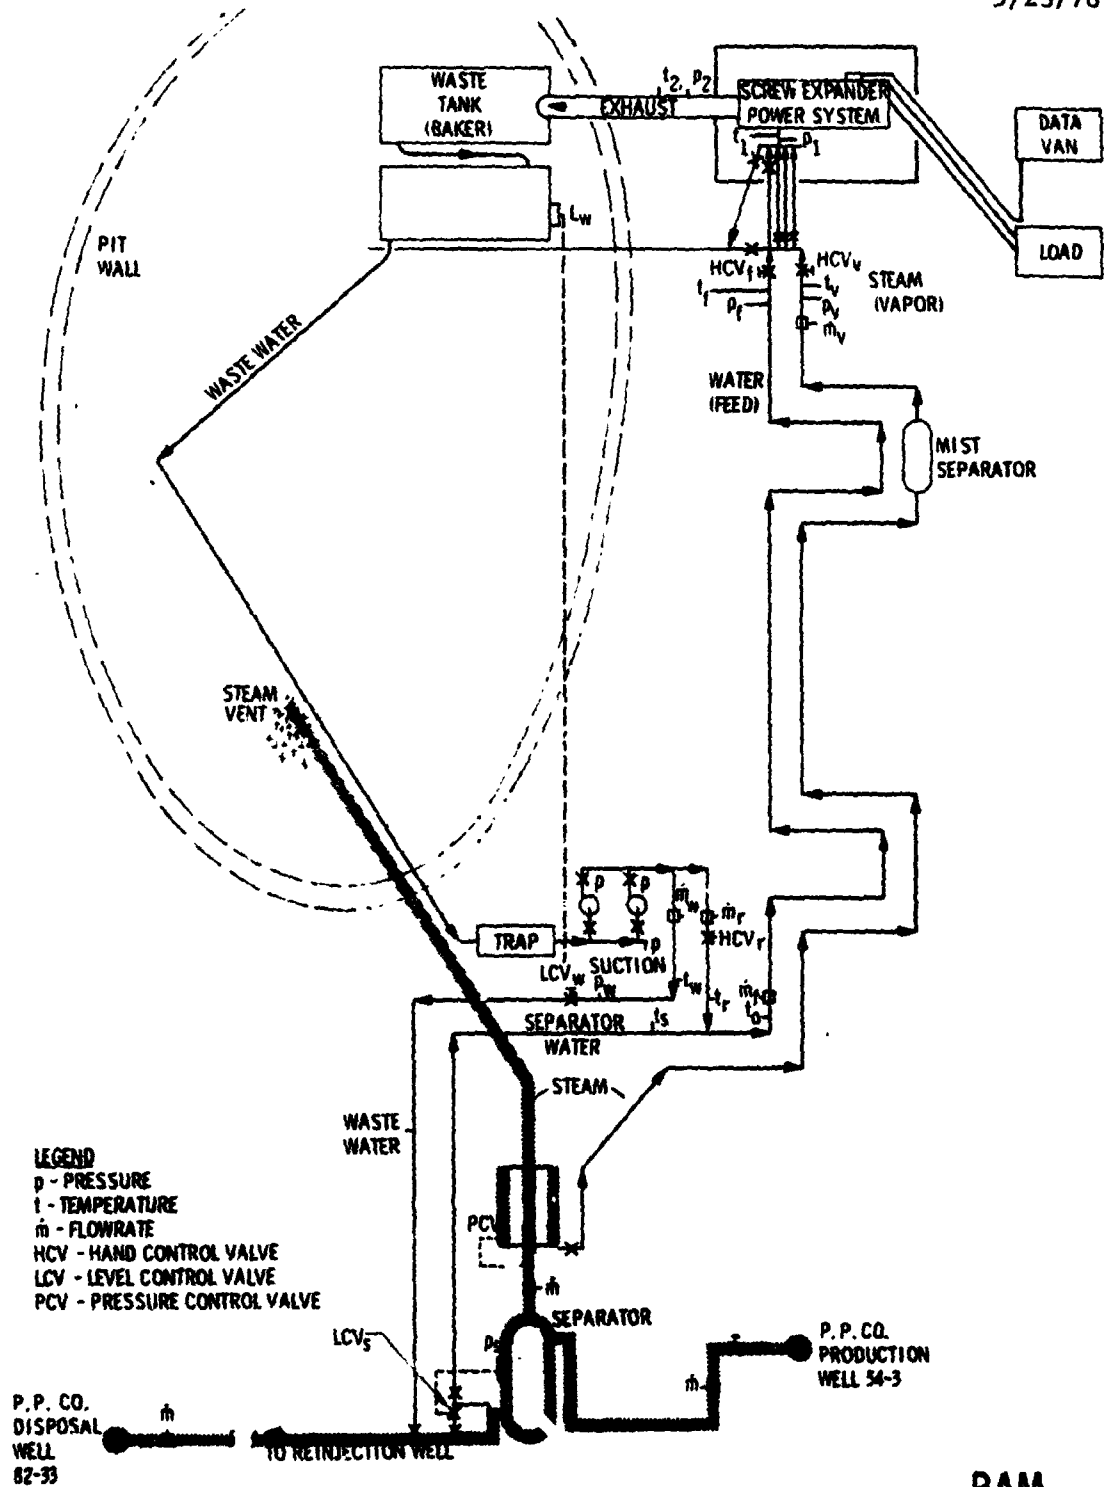 WASTE
TANK
(BAKER)
EXHAUST
t2, p2
SCREW EXPANDER
POWER SYSTEM
t1
p1
DATA
VAN
LOAD
Lw
PIT
WALL
HCVf
HCVv
STEAM
(VAPOR)
tf
pf
tv
pv
ṁv
WASTE WATER
WATER
(FEED)
MIST
SEPARATOR
STEAM
VENT
p
p
ṁw
ṁr
HCVr
TRAP
p
SUCTION
LCVw
pw
tw
tr
ṁf
SEPARATOR
WATER
ts
STEAM
WASTE
WATER
LEGEND
p - PRESSURE
t - TEMPERATURE
ṁ - FLOWRATE
HCV - HAND CONTROL VALVE
LCV - LEVEL CONTROL VALVE
PCV - PRESSURE CONTROL VALVE
PCV
ṁ
SEPARATOR
LCVs
ps
P.P. CO.
PRODUCTION
WELL 54-3
ṁ
P.P. CO.
DISPOSAL
WELL
82-33
ṁ
TO REINJECTION WELL